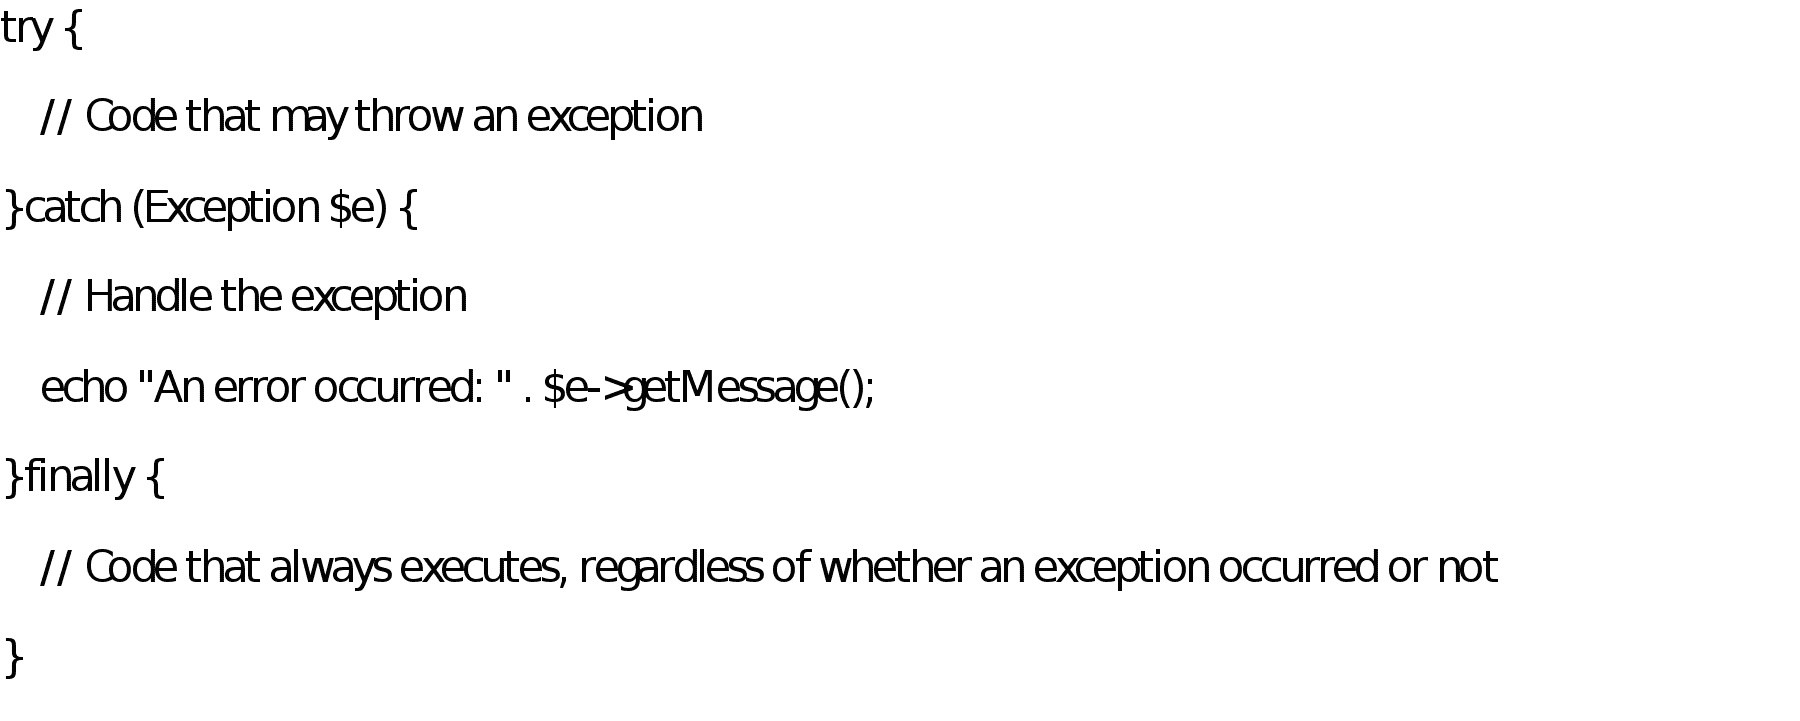 try {
    // Code that may throw an exception
}catch (Exception $e) {
    // Handle the exception
    echo "An error occurred: " . $e->getMessage();
}finally {
    // Code that always executes, regardless of whether an exception occurred or not
}